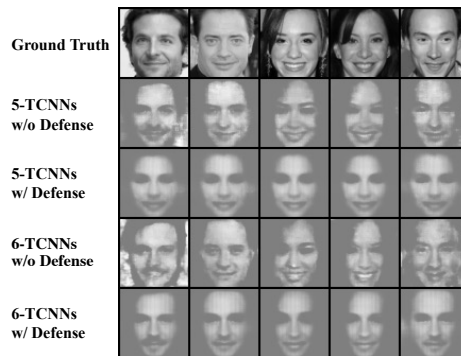 Ground Truth
5-TCNNs
w/o Defense
5-TCNNs
w/ Defense
6-TCNNs
w/o Defense
6-TCNNs
w/ Defense